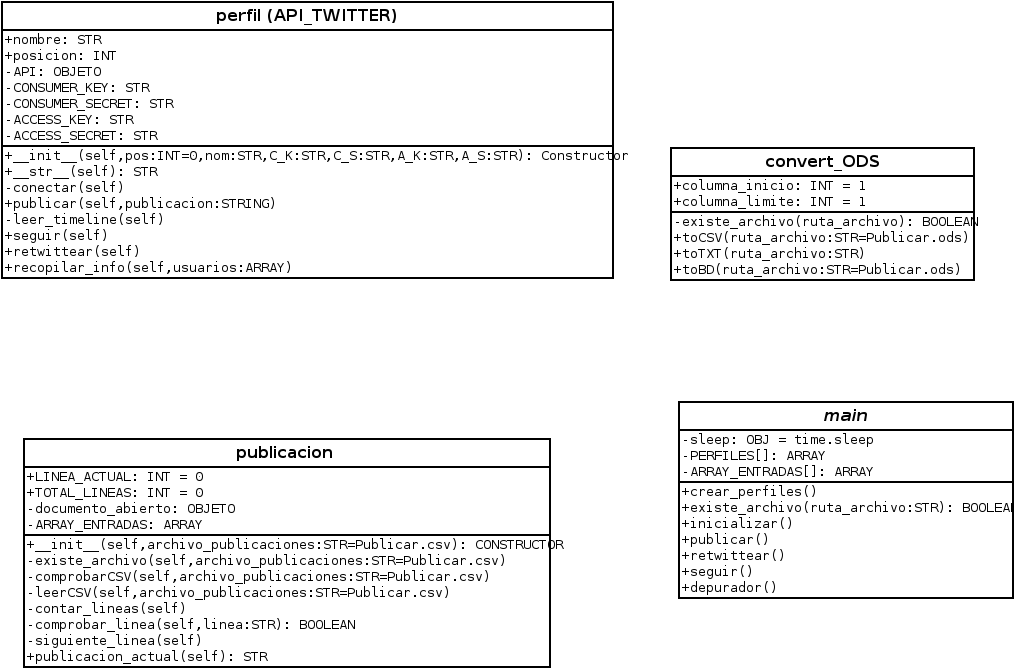 perfil (API_TWITTER)
+nombre: STR
+posicion: INT
-API: OBJETO
-CONSUMER_KEY: STR
-CONSUMER_SECRET: STR
-ACCESS_KEY: STR
-ACCESS_SECRET: STR
+__init__(self,pos:INT=0,nom:STR,C_K:STR,C_S:STR,A_K:STR,A_S:STR): Constructor
+__str__(self): STR
-conectar(self)
+publicar(self,publicacion:STRING)
-leer_timeline(self)
+seguir(self)
+retwittear(self)
+recopilar_info(self,usuarios:ARRAY)
convert_ODS
+columna_inicio: INT = 1
+columna_limite: INT = 1
-existe_archivo(ruta_archivo): BOOLEAN
+toCSV(ruta_archivo:STR=Publicar.ods)
+toTXT(ruta_archivo:STR)
+toBD(ruta_archivo:STR=Publicar.ods)
publicacion
+LINEA_ACTUAL: INT = 0
+TOTAL_LINEAS: INT = 0
-documento_abierto: OBJETO
-ARRAY_ENTRADAS: ARRAY
+__init__(self,archivo_publicaciones:STR=Publicar.csv): CONSTRUCTOR
-existe_archivo(self,archivo_publicaciones:STR=Publicar.csv)
-comprobarCSV(self,archivo_publicaciones:STR=Publicar.csv)
-leerCSV(self,archivo_publicaciones:STR=Publicar.csv)
-contar_lineas(self)
-comprobar_linea(self,linea:STR): BOOLEAN
-siguiente_linea(self)
+publicacion_actual(self): STR
main
-sleep: OBJ = time.sleep
-PERFILES[]: ARRAY
-ARRAY_ENTRADAS[]: ARRAY
+crear_perfiles()
+existe_archivo(ruta_archivo:STR): BOOLEA
+inicializar()
+publicar()
+retwittear()
+seguir()
+depurador()